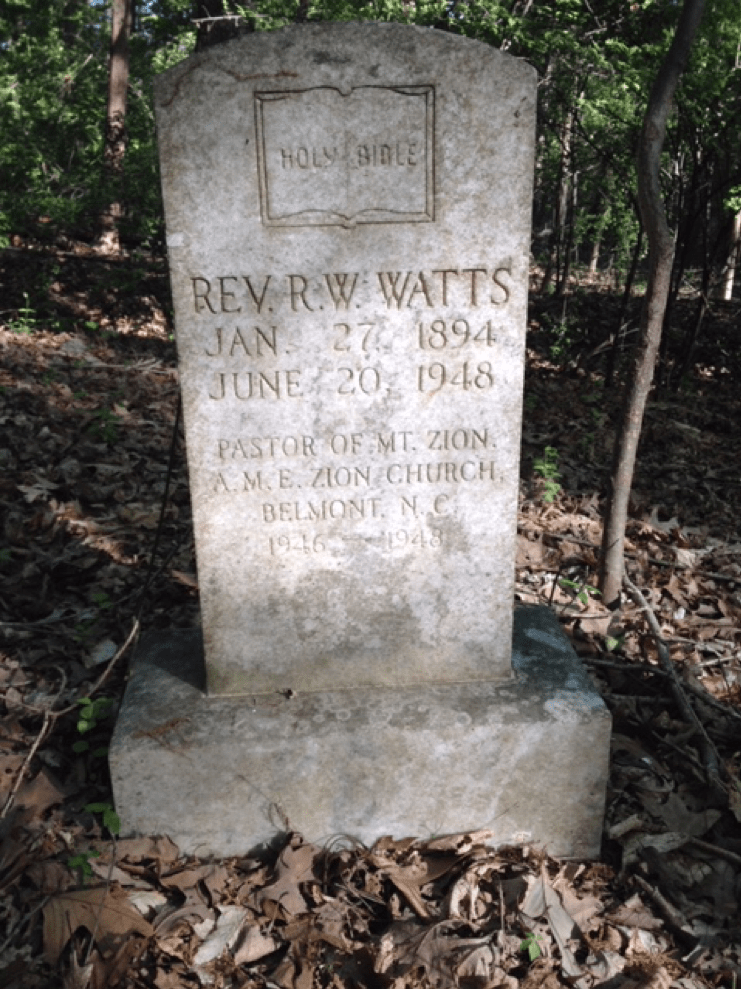 HOLY BIBLE
REV. R.W. WATTS
JAN. 27, 1894
JUNE 20, 1948
PASTOR OF MT. ZION.
A.M.E. ZION CHURCH,
BELMONT, N.C.
1946 - 1948